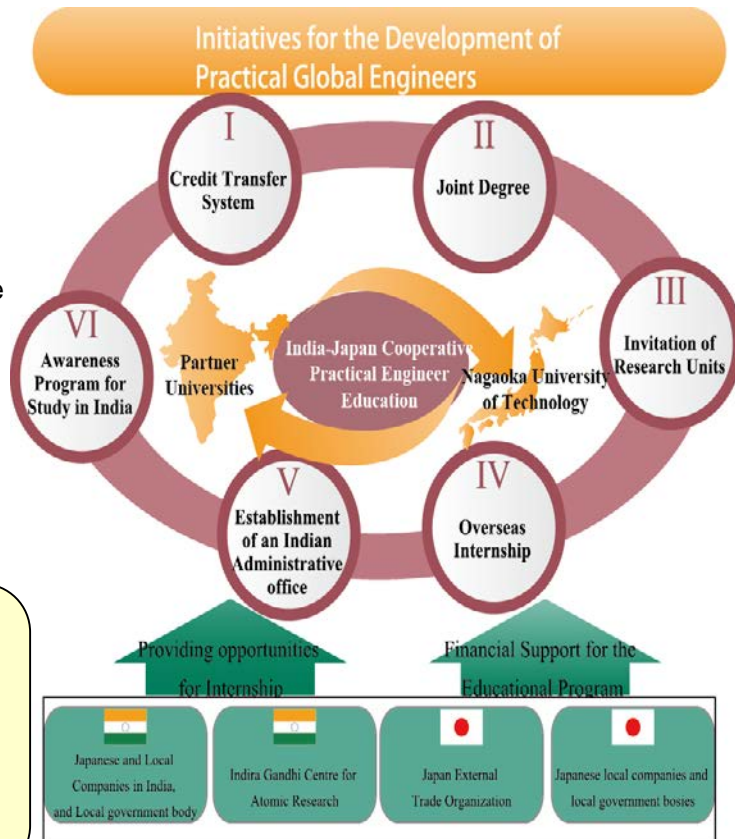 Initiatives for the Development of
Practical Global Engineers
I
Credit Transfer
System
II
Joint Degree
III
Invitation of
Research Units
e
VI
Awareness
Program for
Study in India
Partner
Universities
India-Japan Cooperative
Practical Engineer
Education
Nagaoka University
of Technology
V
Establishment
of an Indian
Administrative
office
IV
Overseas
Internship
Providing opportunities
for Internship
Financial Support for the
Educational Program
Japanese and Local
Companies in India,
and Local government body
Indira Gandhi Centre for
Atomic Research
Japan External
Trade Organization
Japanese local companies and
local government bosies